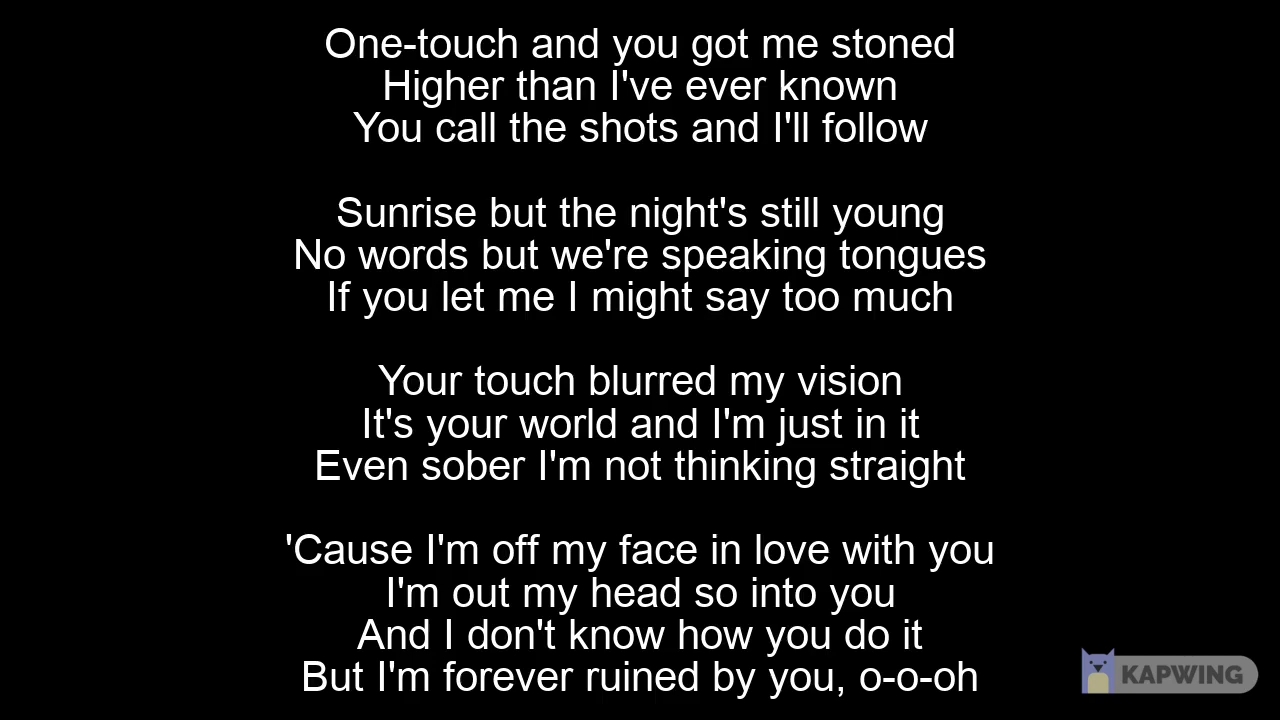 One-touch and you got me stoned
Higher than I've ever known
You call the shots and I'll follow
Sunrise but the night's still young
No words but we're speaking tongues
If you let me I might say too much
Your touch blurred my vision
It's your world and I'm just in it
Even sober I'm not thinking straight
'Cause I'm off my face in love with you
I'm out my head so into you
And I don't know how you do it
But I'm forever ruined by you, o-o-oh
KAPWING